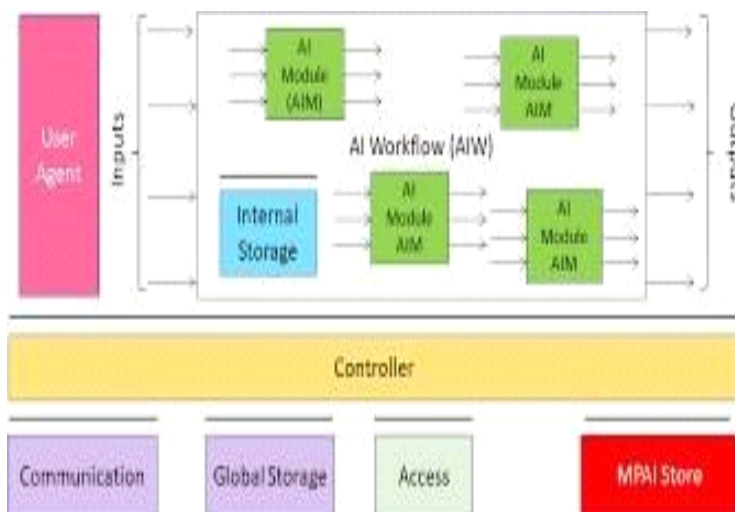 User
Agent
Inputs
AI
Module
(AIM)
AI
Module
AIM
AI Workflow (AIW)
Internal
Storage
AI
Module
AIM
AI
Module
AIM
Outputs
Controller
Communication
Global Storage
Access
MPAI Store